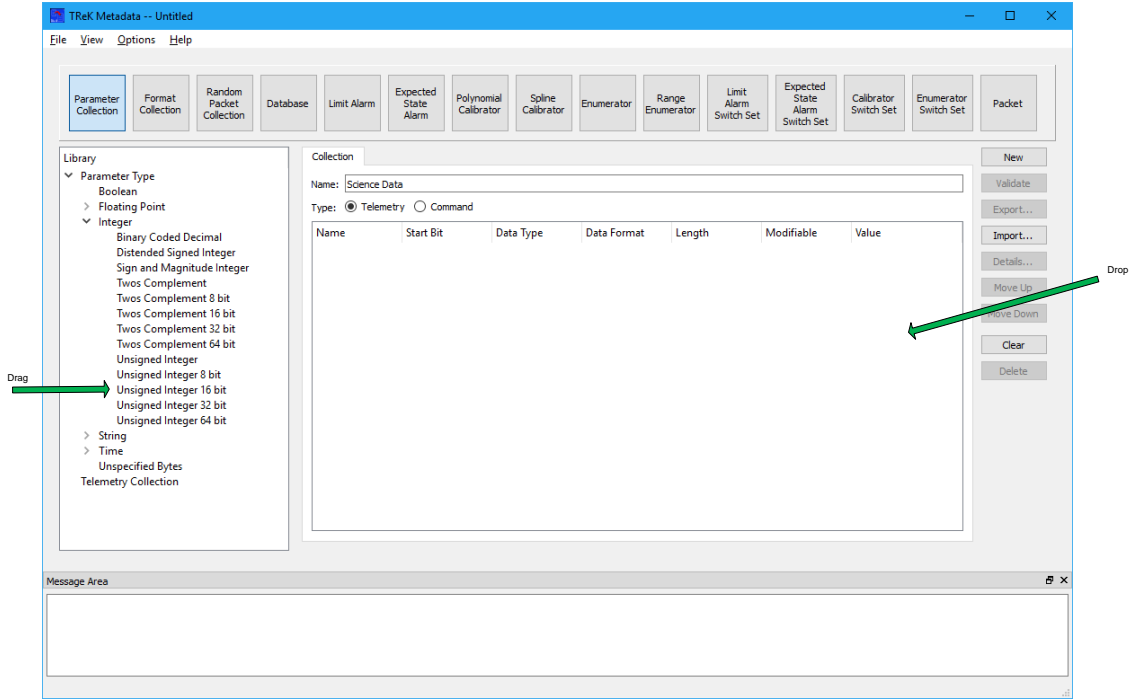 TReK Metadata -- Untitled
File View Options Help
Parameter
Collection
Format
Collection
Random
Packet
Collection
Database
Limit Alarm
Expected
State
Alarm
Polynomial
Calibrator
Spline
Calibrator
Enumerator
Range
Enumerator
Limit
Alarm
Switch Set
Expected
State
Alarm
Switch Set
Calibrator
Switch Set
Enumerator
Switch Set
Packet
Library
Parameter Type
Boolean
Floating Point
Integer
Binary Coded Decimal
Distended Signed Integer
Sign and Magnitude Integer
Twos Complement
Twos Complement 8 bit
Twos Complement 16 bit
Twos Complement 32 bit
Twos Complement 64 bit
Unsigned Integer
Unsigned Integer 8 bit
Unsigned Integer 16 bit
Unsigned Integer 32 bit
Unsigned Integer 64 bit
String
Time
Unspecified Bytes
Telemetry Collection
Drag
Collection
Name: Science Data
Type: Telemetry Command
Name Start Bit Data Type Data Format Length Modifiable Value
New
Validate
Export...
Import...
Details...
Move Up
Move Down
Clear
Delete
Drop
Message Area